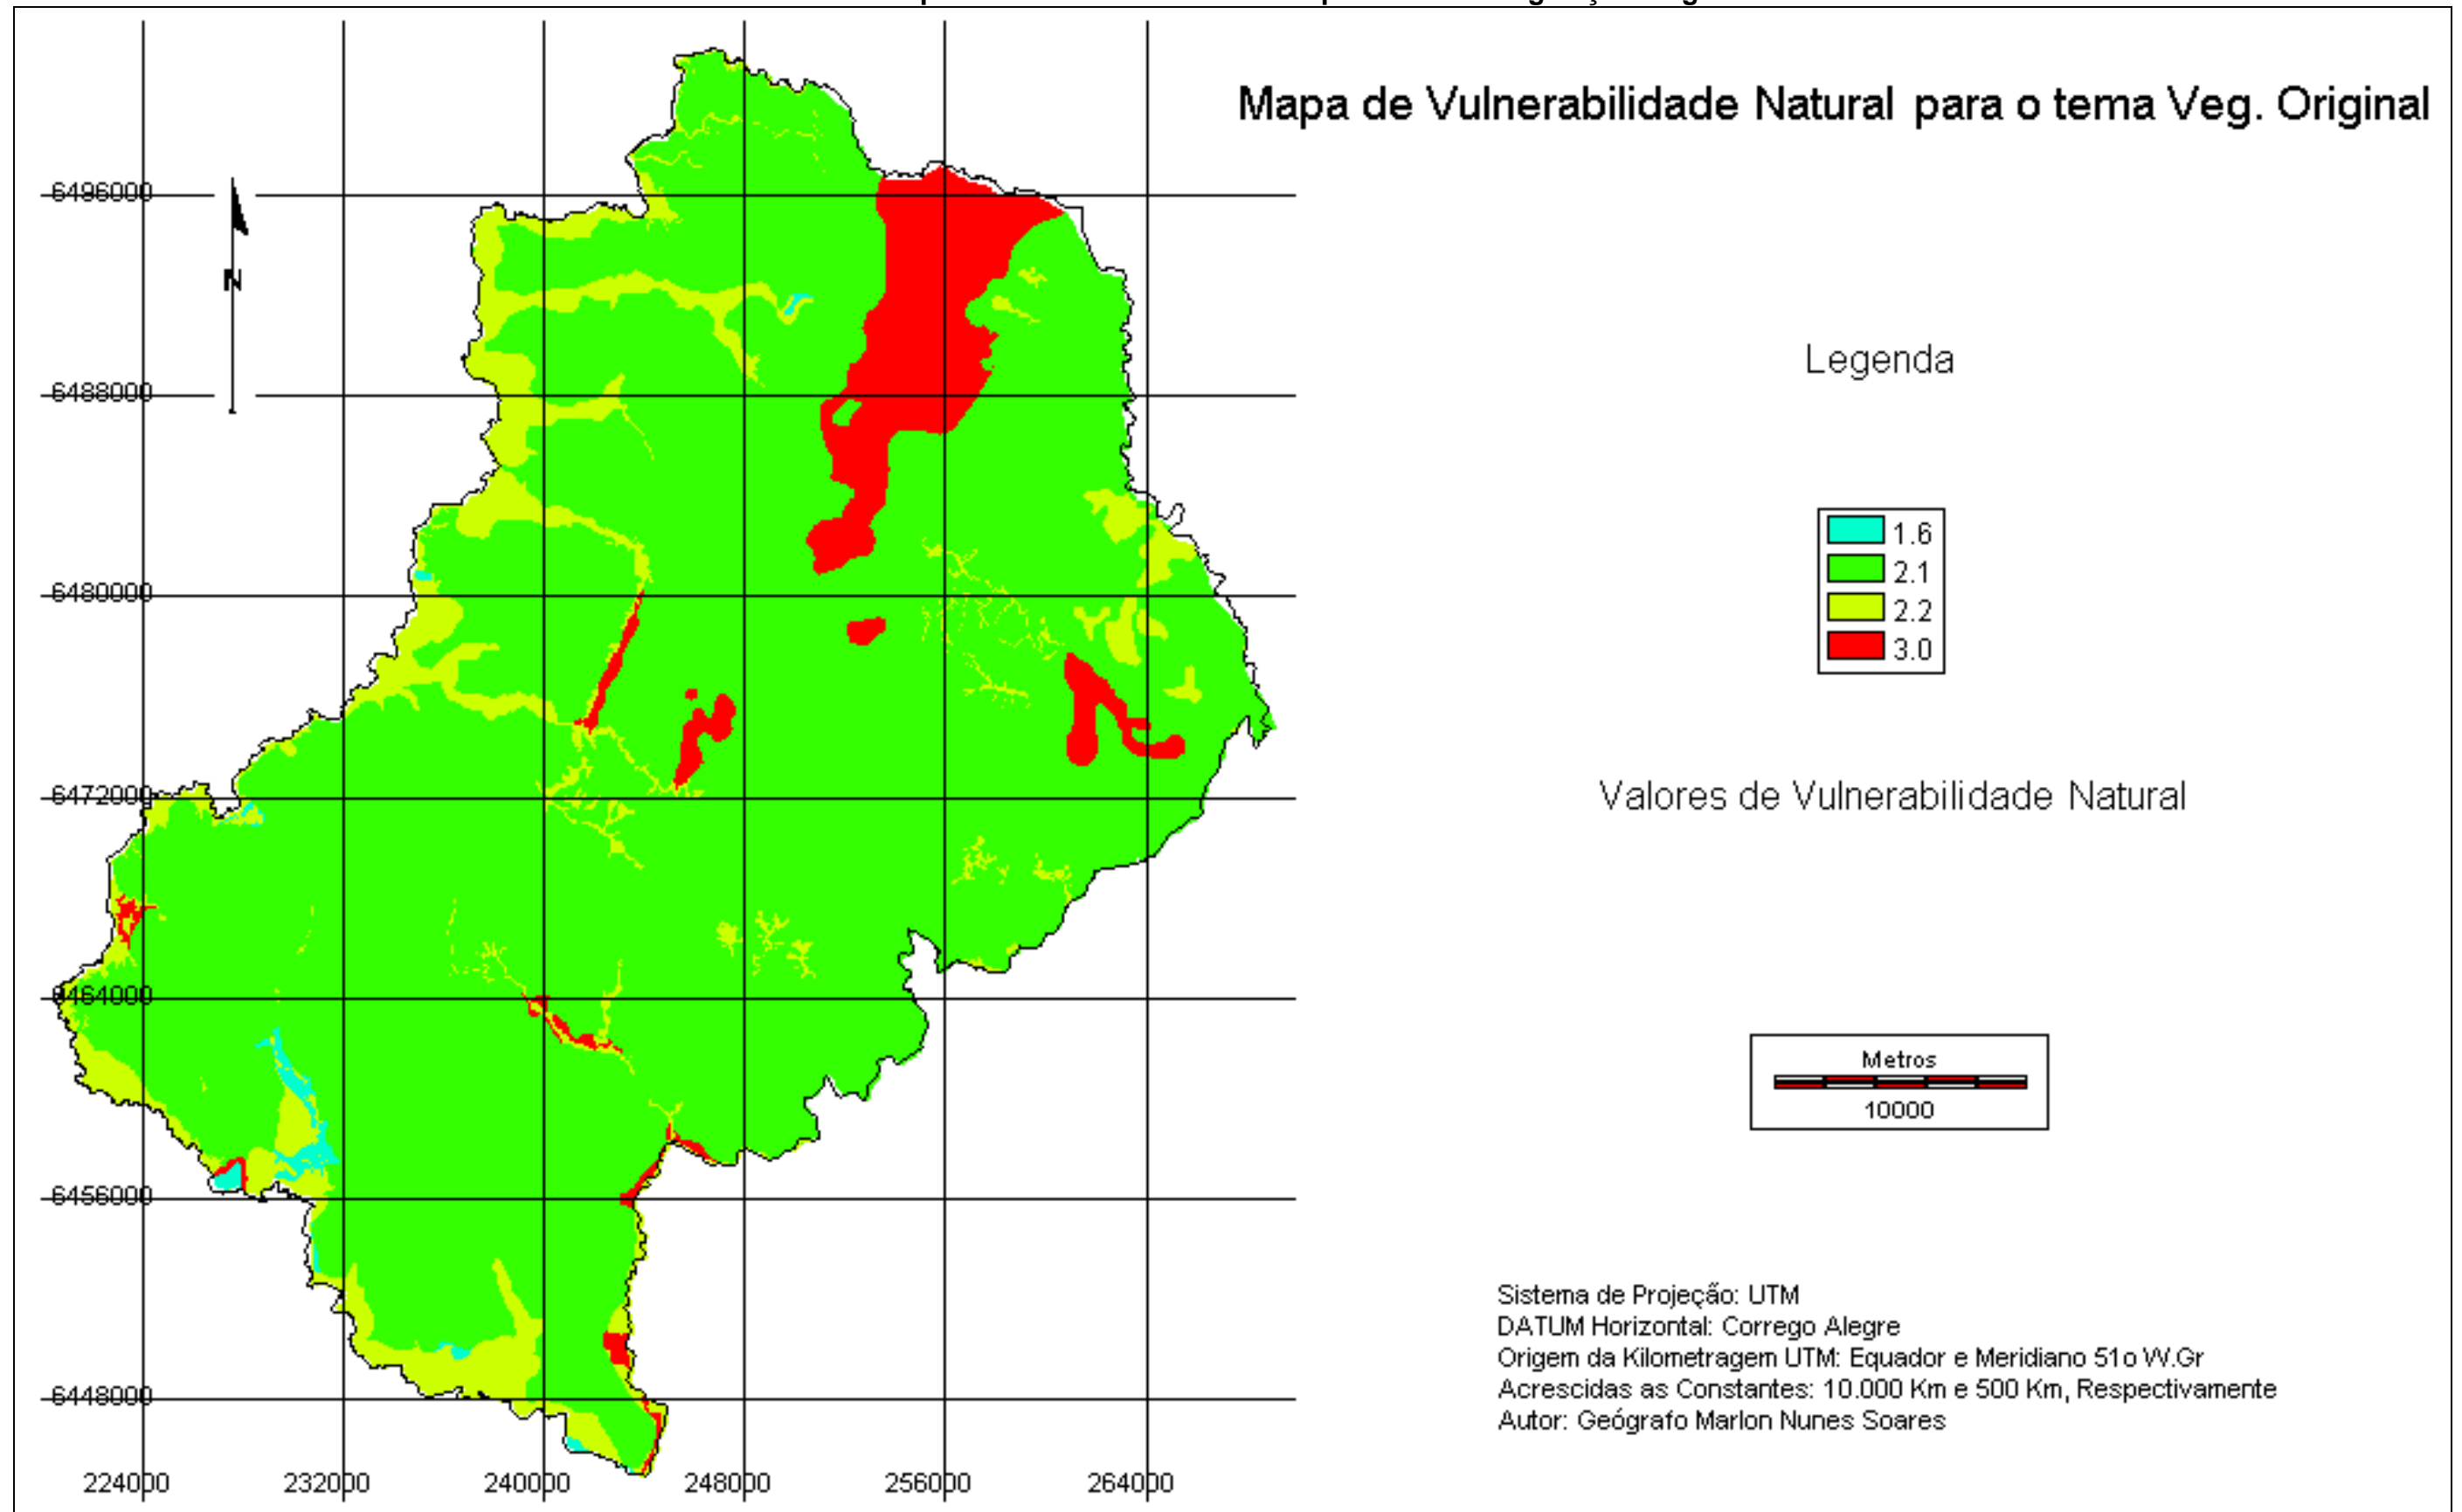 Mapa de Vulnerabilidade Natural para o tema Veg. Original
6496000
N
6488000
Legenda
1.6
2.1
2.2
3.0
6480000
6472000
Valores de Vulnerabilidade Natural
6464000
Metros
10000
6456000
Sistema de Projeção: UTM
DATUM Horizontal: Corrego Alegre
Origem da Kilometragem UTM: Equador e Meridiano 51o W.Gr
Acrescidas as Constantes: 10.000 Km e 500 Km, Respectivamente
Autor: Geógrafo Marlon Nunes Soares
6448000
224000 232000 240000 248000 256000 264000